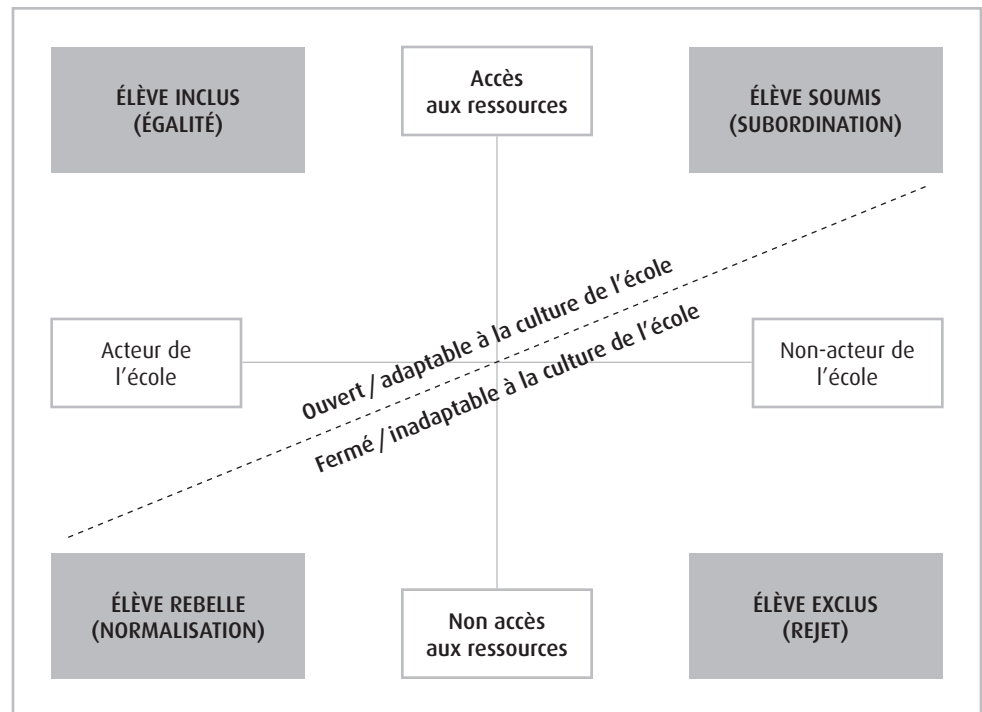 ÉLÈVE INCLUS
(ÉGALITÉ)
Accès
aux ressources
ÉLÈVE SOUMIS
(SUBORDINATION)
Ouvert / adaptable à la culture de l’école
Fermé / inadaptable à la culture de l’école
Acteur de
l’école
Non-acteur de
l’école
ÉLÈVE REBELLE
(NORMALISATION)
Non accès
aux ressources
ÉLÈVE EXCLUS
(REJET)